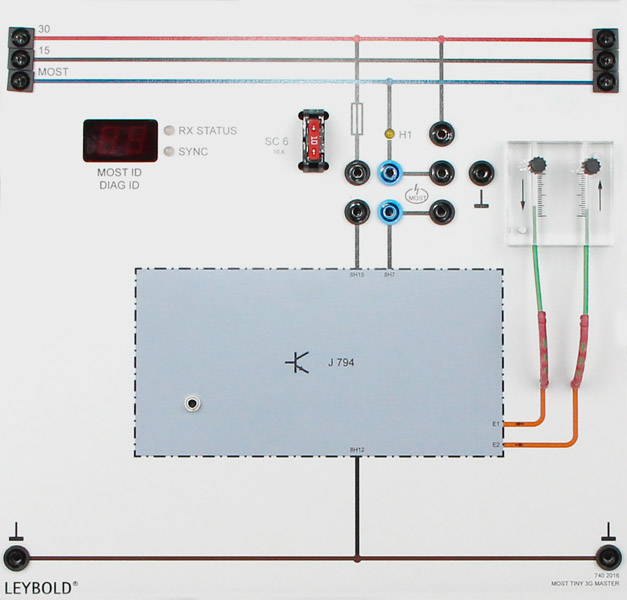 30
15
MOST
RX STATUS
SYNC
MOST ID
DIAG ID
SC 6
10 A
H1
MOST
8H15
8H7
J 794
E1
E2
8H12
LEYBOLD®
740 2016
MOST TINY 3G MASTER